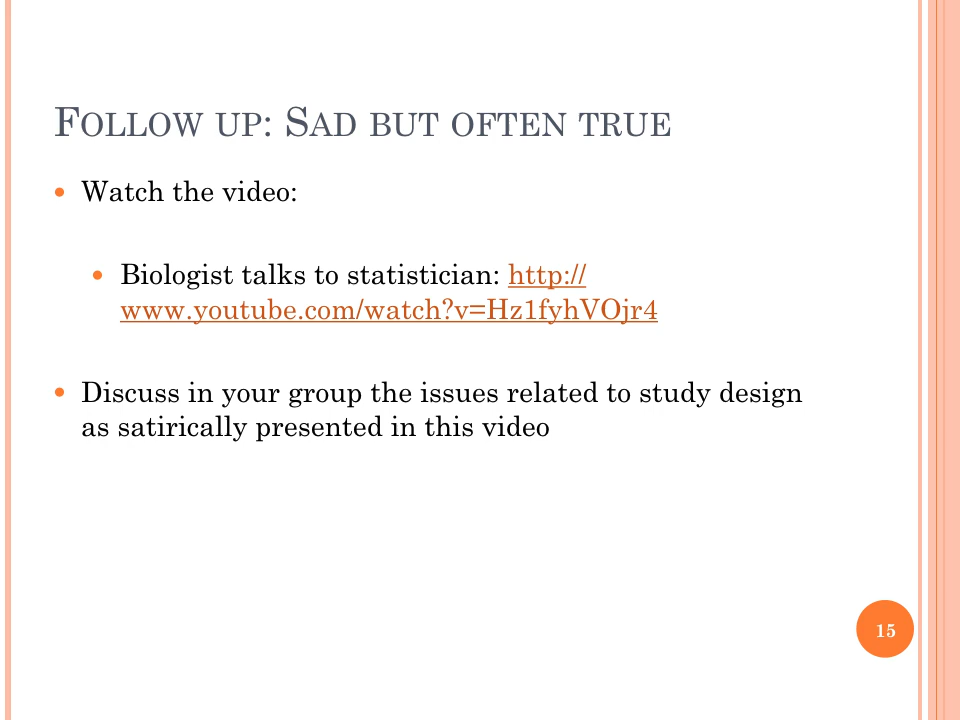 FOLLOW UP: SAD BUT OFTEN TRUE
Watch the video:
Biologist talks to statistician: http://
www.youtube.com/watch?v=Hz1fyhVOjr4
Discuss in your group the issues related to study design
as satirically presented in this video
15